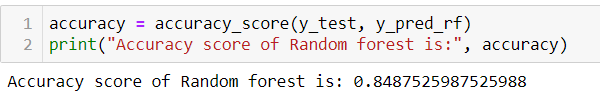 1 accuracy = accuracy_score(y_test, y_pred_rf)
2 print("Accuracy score of Random forest is:", accuracy)
Accuracy score of Random forest is: 0.8487525987525988